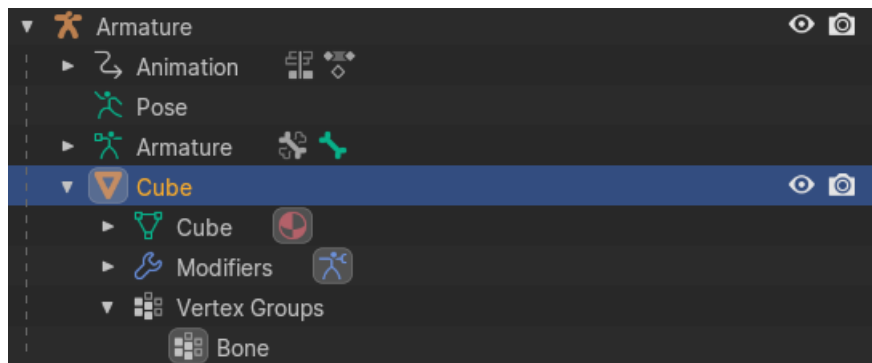 Armature
Animation
Pose
Armature
Cube
Cube
Modifiers
Vertex Groups
Bone